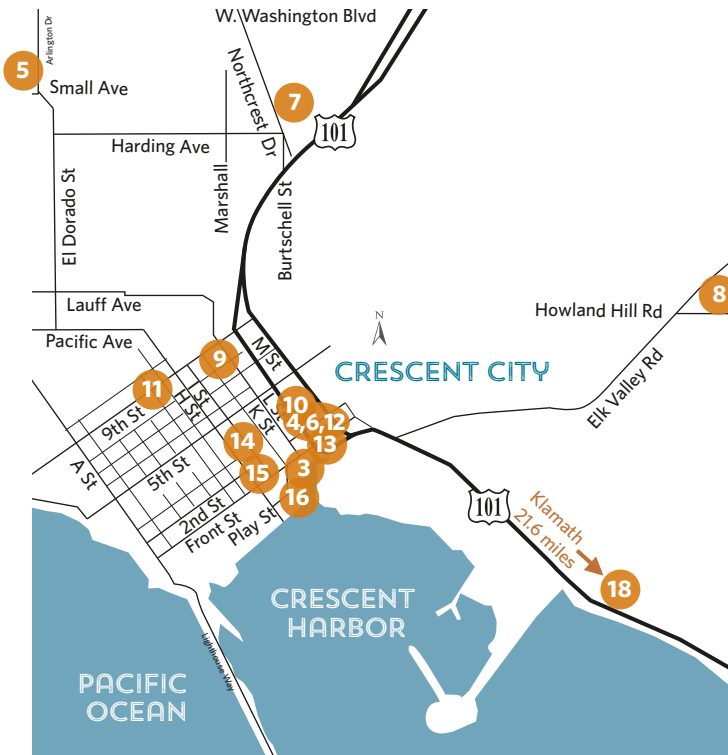 W. Washington Blvd
Arlington Dr
5
Small Ave
Northcrest Dr
7
101
Harding Ave
Marshall
El Dorado St
Burtschell St
8
Lauff Ave
Howland Hill Rd
N
Pacific Ave
M St
9
CRESCENT CITY
Elk Valley Rd
11
I St
H St
L St
K St
10
4,6,12
9th St
13
14
A St
5th St
15
3
16
2nd St
Front St
Play St
101
Klamath
21.6 miles
18
CRESCENT
HARBOR
Lighthouse Way
PACIFIC
OCEAN